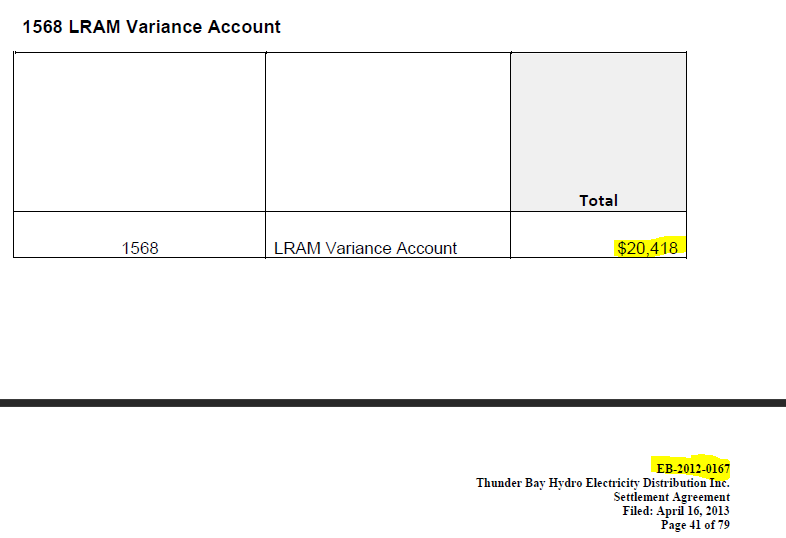 1568 LRAM Variance Account
Total
1568 LRAM Variance Account $20,418
EB-2012-0167
Thunder Bay Hydro Electricity Distribution Inc.
Settlement Agreement
Filed: April 16, 2013
Page 41 of 79